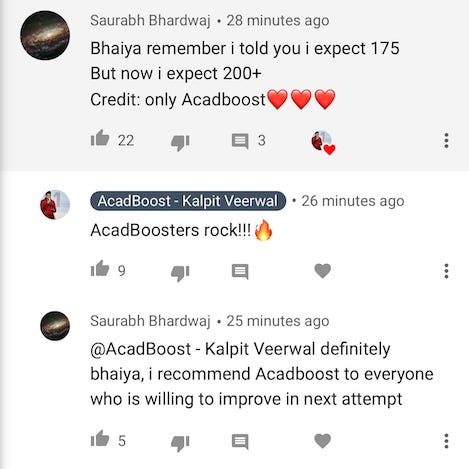 Saurabh Bhardwaj • 28 minutes ago
Bhaiya remember i told you i expect 175
But now i expect 200+
Credit: only Acadboost❤️❤️❤️
22 3
AcadBoost - Kalpit Veerwal • 26 minutes ago
AcadBoosters rock!!!🔥
9
Saurabh Bhardwaj • 25 minutes ago
@AcadBoost - Kalpit Veerwal definitely
bhaiya, i recommend Acadboost to everyone
who is willing to improve in next attempt
5